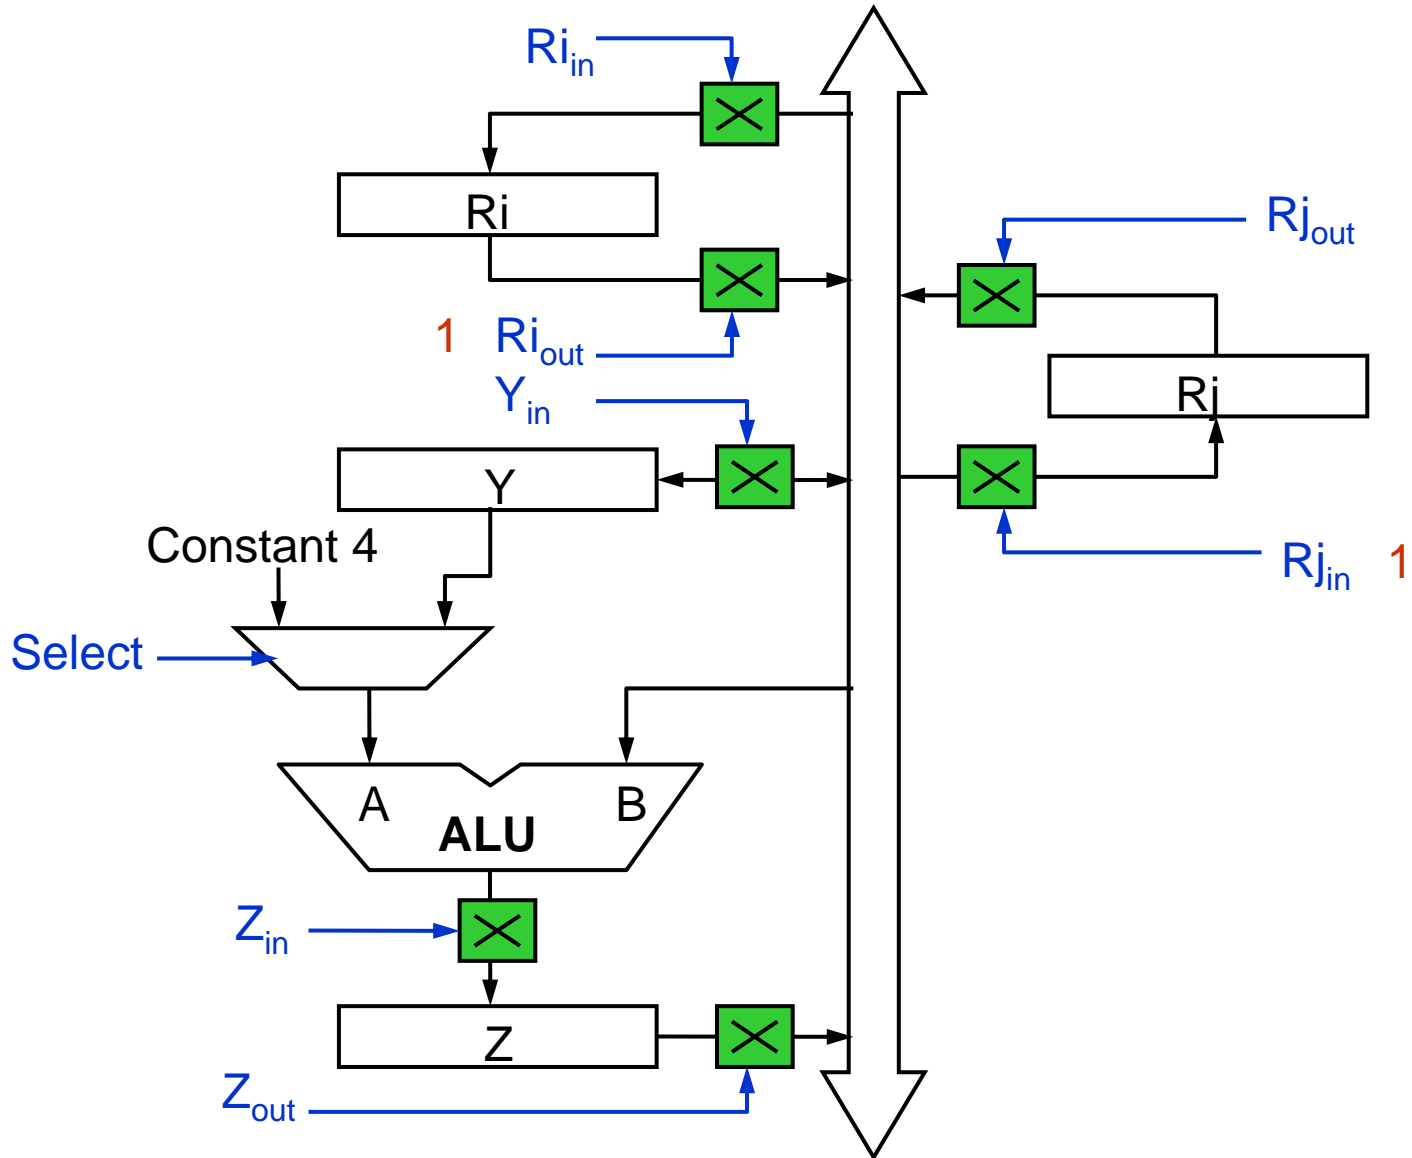 Ri_in
Ri
Rj_out
1 Ri_out
Y_in
Rj
Y
Constant 4
Rj_in 1
Select
A B
ALU
Z_in
Z
Z_out